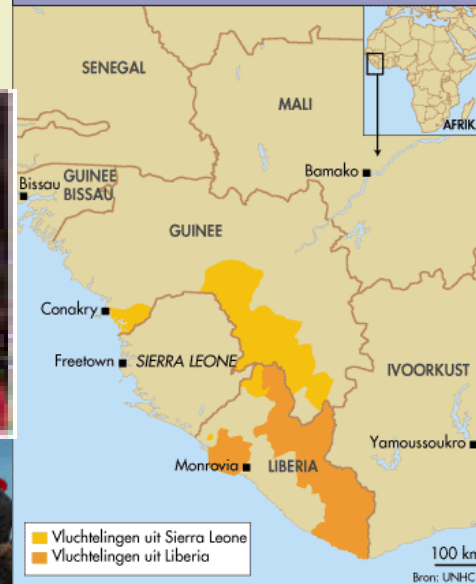 SENEGAL
MALI
AFRIKA
Bamako
GUINEE
BISSAU
Bissau
GUINEE
Conakry
Freetown
SIERRA LEONE
IVOORKUST
Yamoussoukro
Monrovia
LIBERIA
Vluchtelingen uit Sierra Leone
Vluchtelingen uit Liberia
100 km
Bron: UNHC